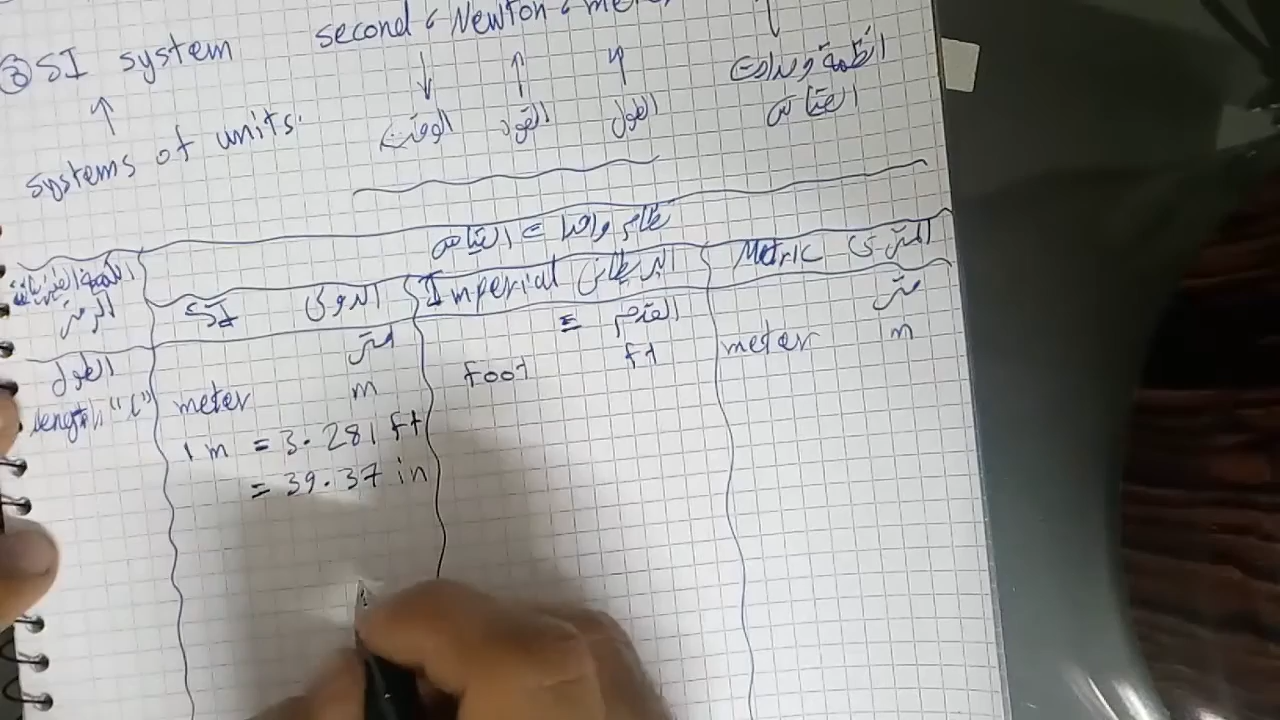 ③ SI system second ، Newton ، meter
الوقت القوة الطول الأنظمة وحدات
القياس
systems of units.
نظام وحدات = القياس
الكمية
الرمز SI الدولي Imperial البريطاني Metric المتري
الطول متر القدم = متر
length "L" meter m foot ft meter m
1 m = 3.281 ft
= 39.37 in